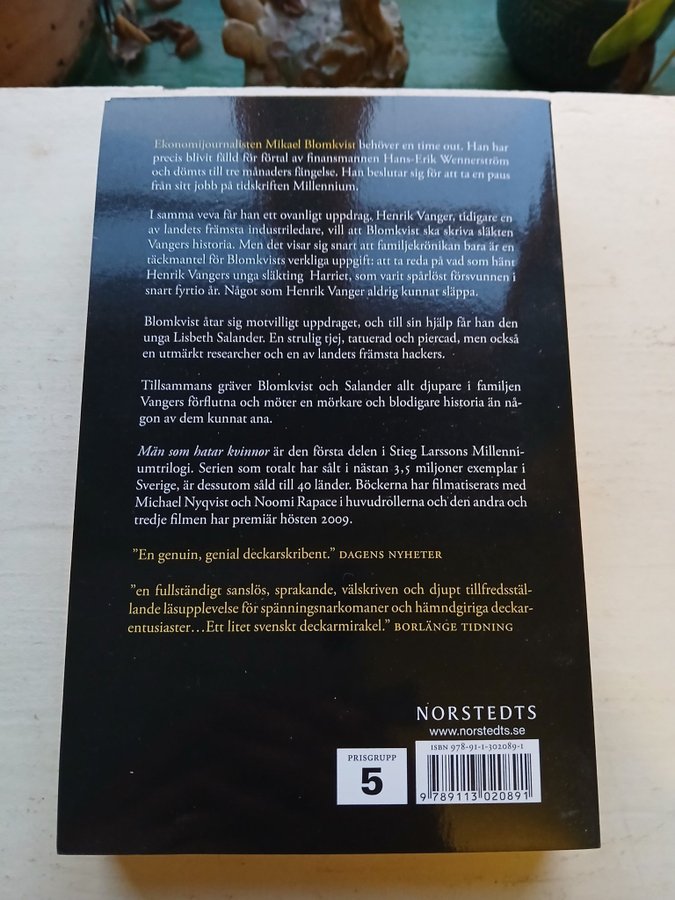 Ekonomijournalisten Mikael Blomkvist behöver en time out. Han har
precis blivit fälld för förtal av finansmannen Hans-Erik Wennerström
och dömts till tre månaders fängelse. Han beslutar sig för att ta en paus
från sitt jobb på tidskriften Millennium.
I samma veva får han ett ovanligt uppdrag, Henrik Vanger, tidigare en
av landets främsta industriledare, vill att Blomkvist ska skriva släkten
Vangers historia. Men det visar sig snart att familjekrönikan bara är en
täckmantel för Blomkvists verkliga uppgift: att ta reda på vad som hänt
Henrik Vangers unga släkting Harriet, som varit spårlöst försvunnen i
snart fyrtio år. Något som Henrik Vanger aldrig kunnat släppa.
Blomkvist åtar sig motvilligt uppdraget, och till sin hjälp får han den
unga Lisbeth Salander. En strulig tjej, tatuerad och piercad, men också
en utmärkt researcher och en av landets främsta hackers.
Tillsammans gräver Blomkvist och Salander allt djupare i familjen
Vangers förflutna och möter en mörkare och blodigare historia än nå-
gon av dem kunnat ana.
Män som hatar kvinnor är den första delen i Stieg Larssons Millenni-
umtrilogi. Serien som totalt har sålt i nästan 3,5 miljoner exemplar i
Sverige, är dessutom såld till 40 länder. Böckerna har filmatiserats med
Michael Nyqvist och Noomi Rapace i huvudrollerna och den andra och
tredje filmen har premiär hösten 2009.
”En genuin, genial deckarskribent.” DAGENS NYHETER
”en fullständigt sanslös, sprakande, välskriven och djupt tillfredsstäl-
lande läsupplevelse för spänningsnarkomaner och hämndgiriga deckar-
entusiaster…Ett litet svenskt deckarmirakel.” BORLÄNGE TIDNING
NORSTEDTS
www.norstedts.se
PRISGRUPP
5
ISBN 978-91-1-302089-1
9 789113 020891